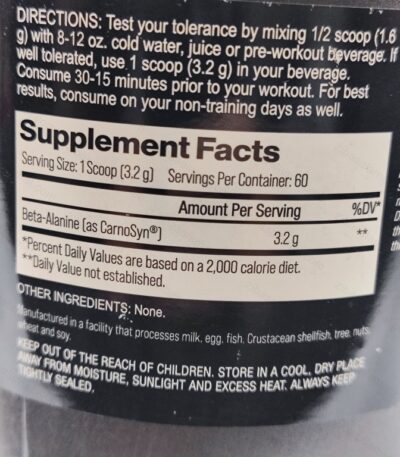 DIRECTIONS: Test your tolerance by mixing 1/2 scoop (1.6
g) with 8-12 oz. cold water, juice or pre-workout beverage. If
well tolerated, use 1 scoop (3.2 g) in your beverage.
Consume 30-15 minutes prior to your workout. For best
results, consume on your non-training days as well.
Supplement Facts
Serving Size: 1 Scoop (3.2 g) Servings Per Container: 60
Amount Per Serving %DV*
Beta-Alanine (as CarnoSyn®) 3.2 g **
*Percent Daily Values are based on a 2,000 calorie diet.
**Daily Value not established.
OTHER INGREDIENTS: None.
Manufactured in a facility that processes milk, egg, fish, Crustacean shellfish, tree nuts,
wheat and soy.
KEEP OUT OF THE REACH OF CHILDREN. STORE IN A COOL, DRY PLACE
AWAY FROM MOISTURE, SUNLIGHT AND EXCESS HEAT. ALWAYS KEEP
TIGHTLY SEALED.